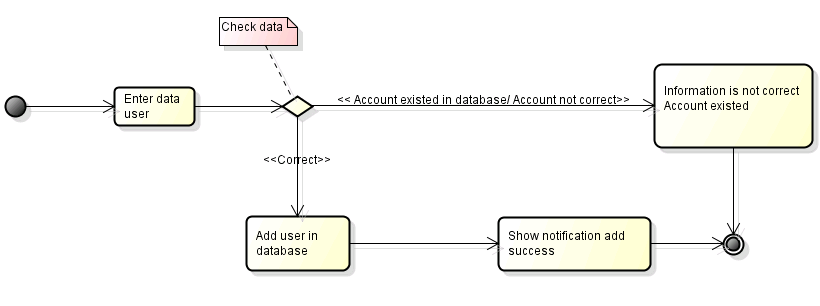 Check data
Enter data
user
<< Account existed in database/ Account not correct>>
Information is not correct
Account existed
<<Correct>>
Add user in
database
Show notification add
success